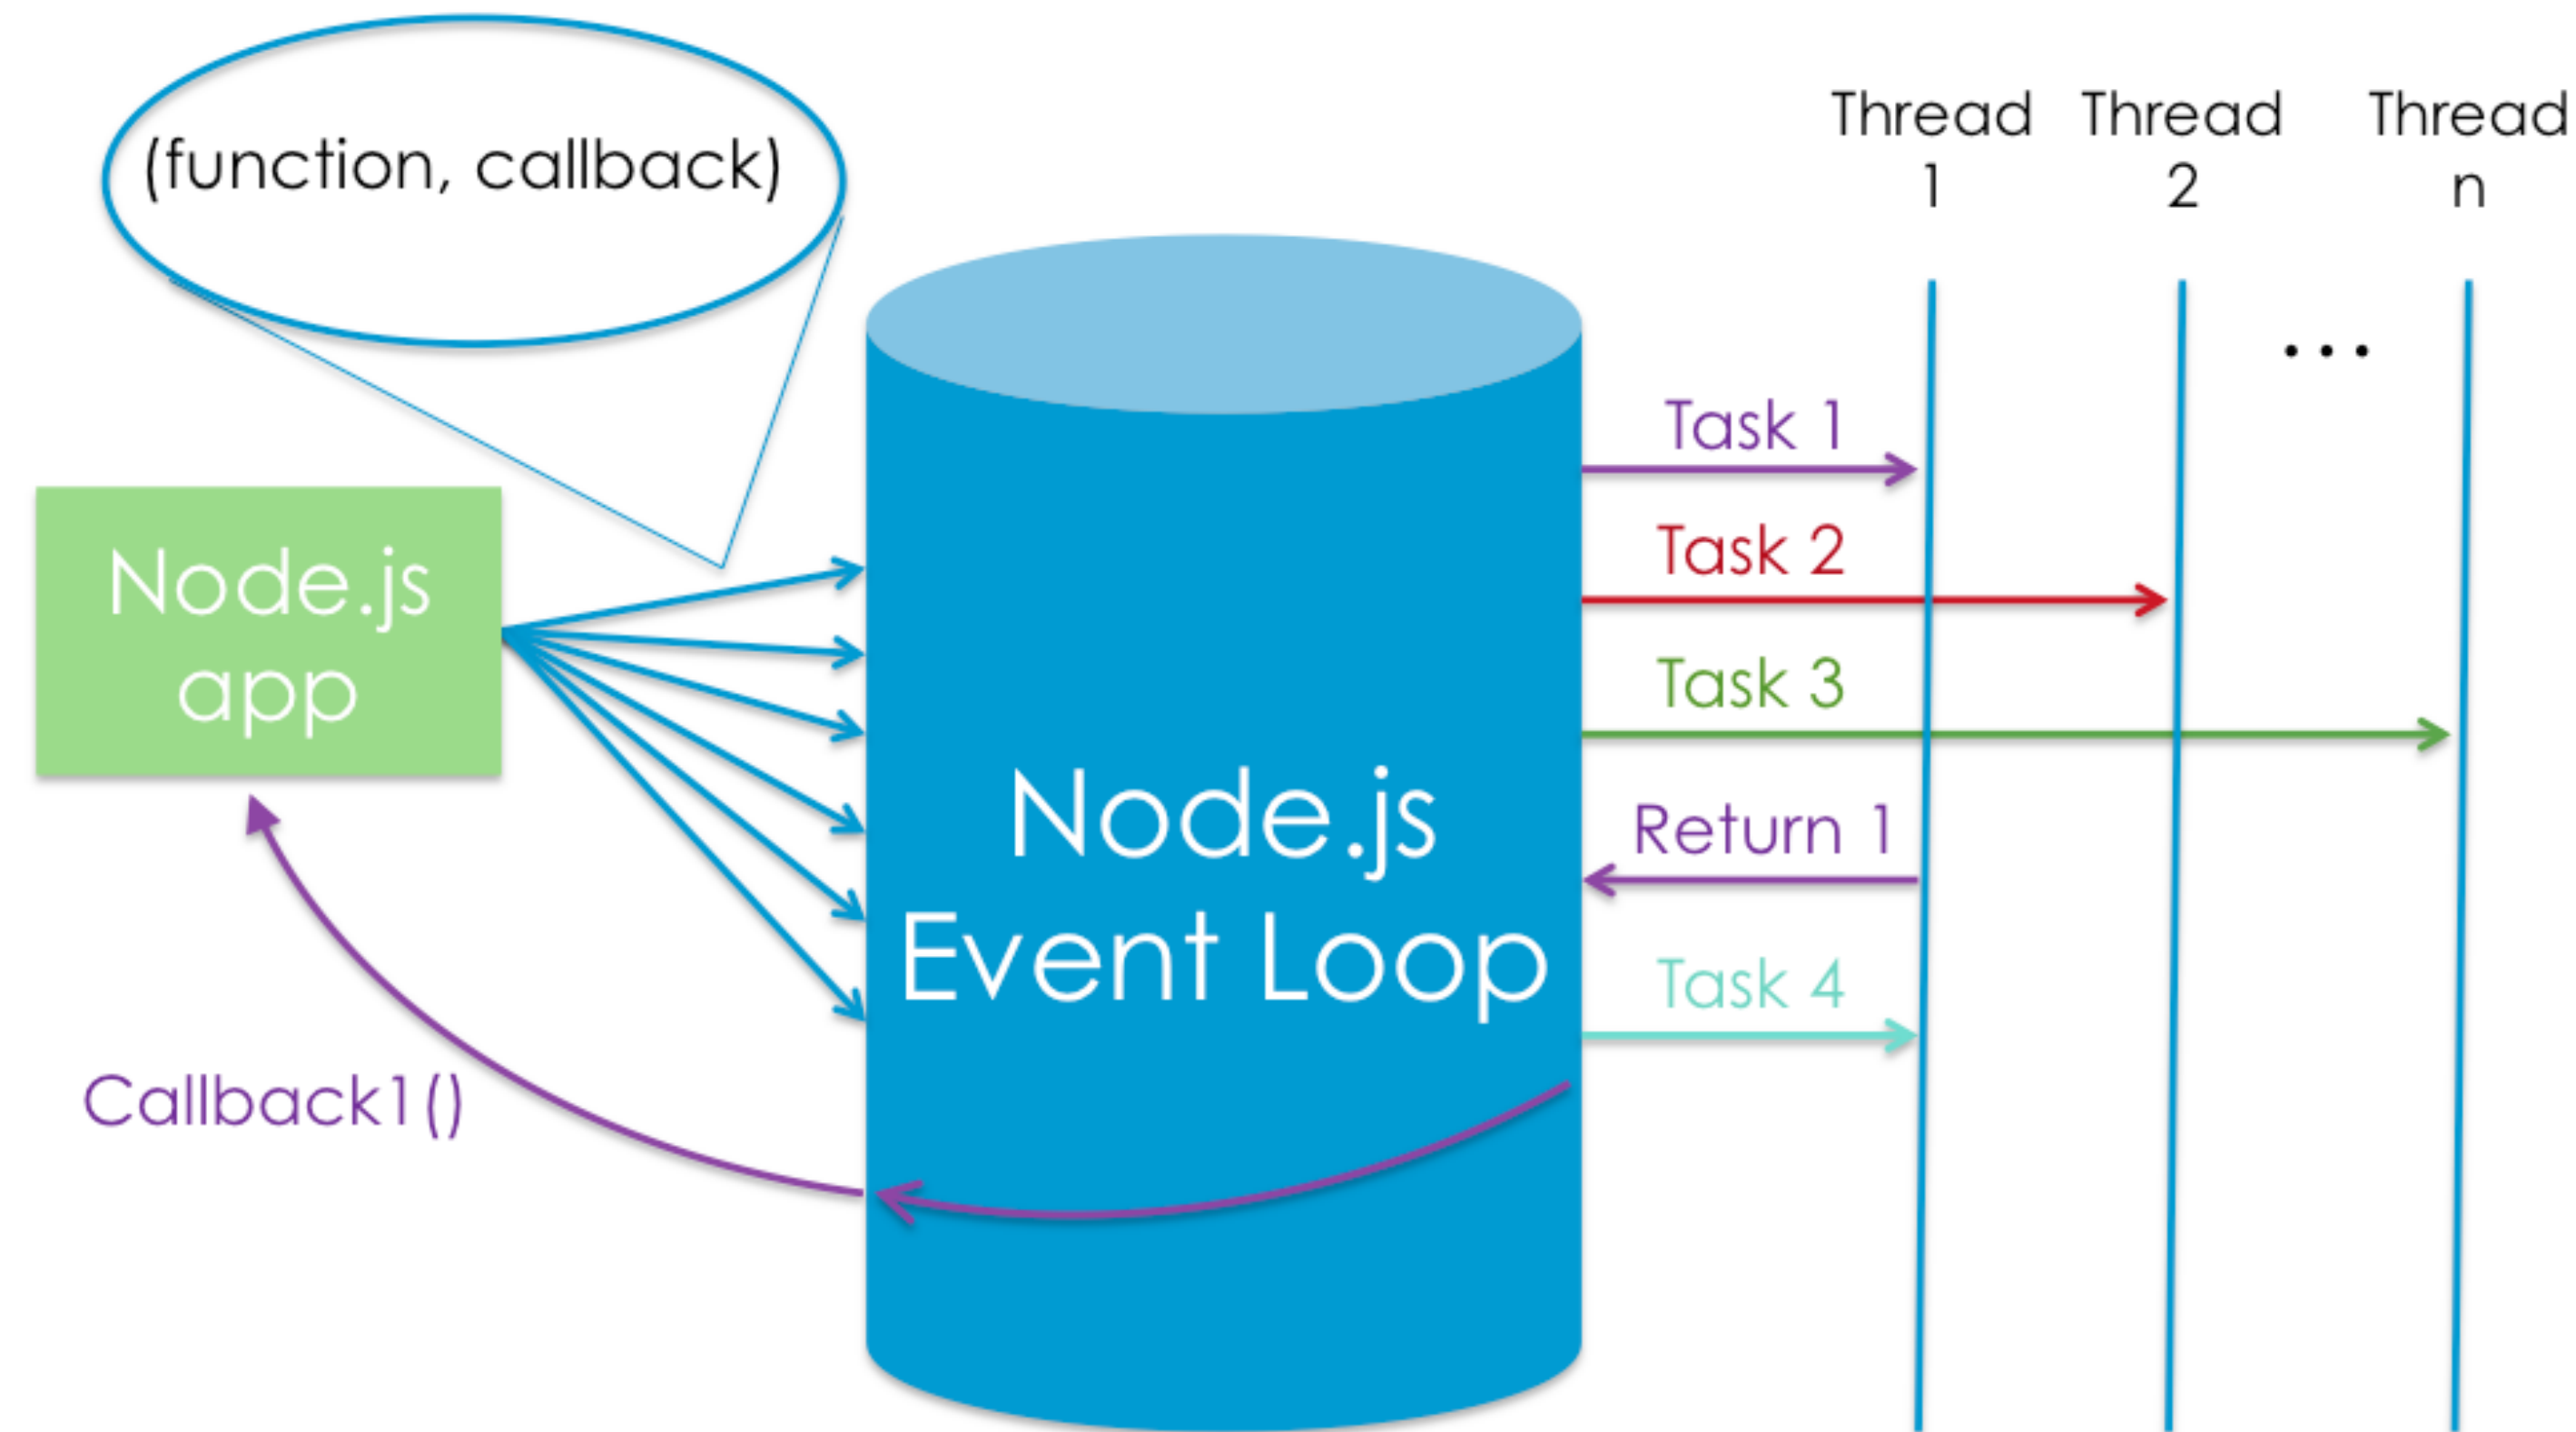 (function, callback)
Thread
1
Thread
2
Thread
n
...
Node.js
app
Node.js
Event Loop
Task 1
Task 2
Task 3
Return 1
Task 4
Callback1()